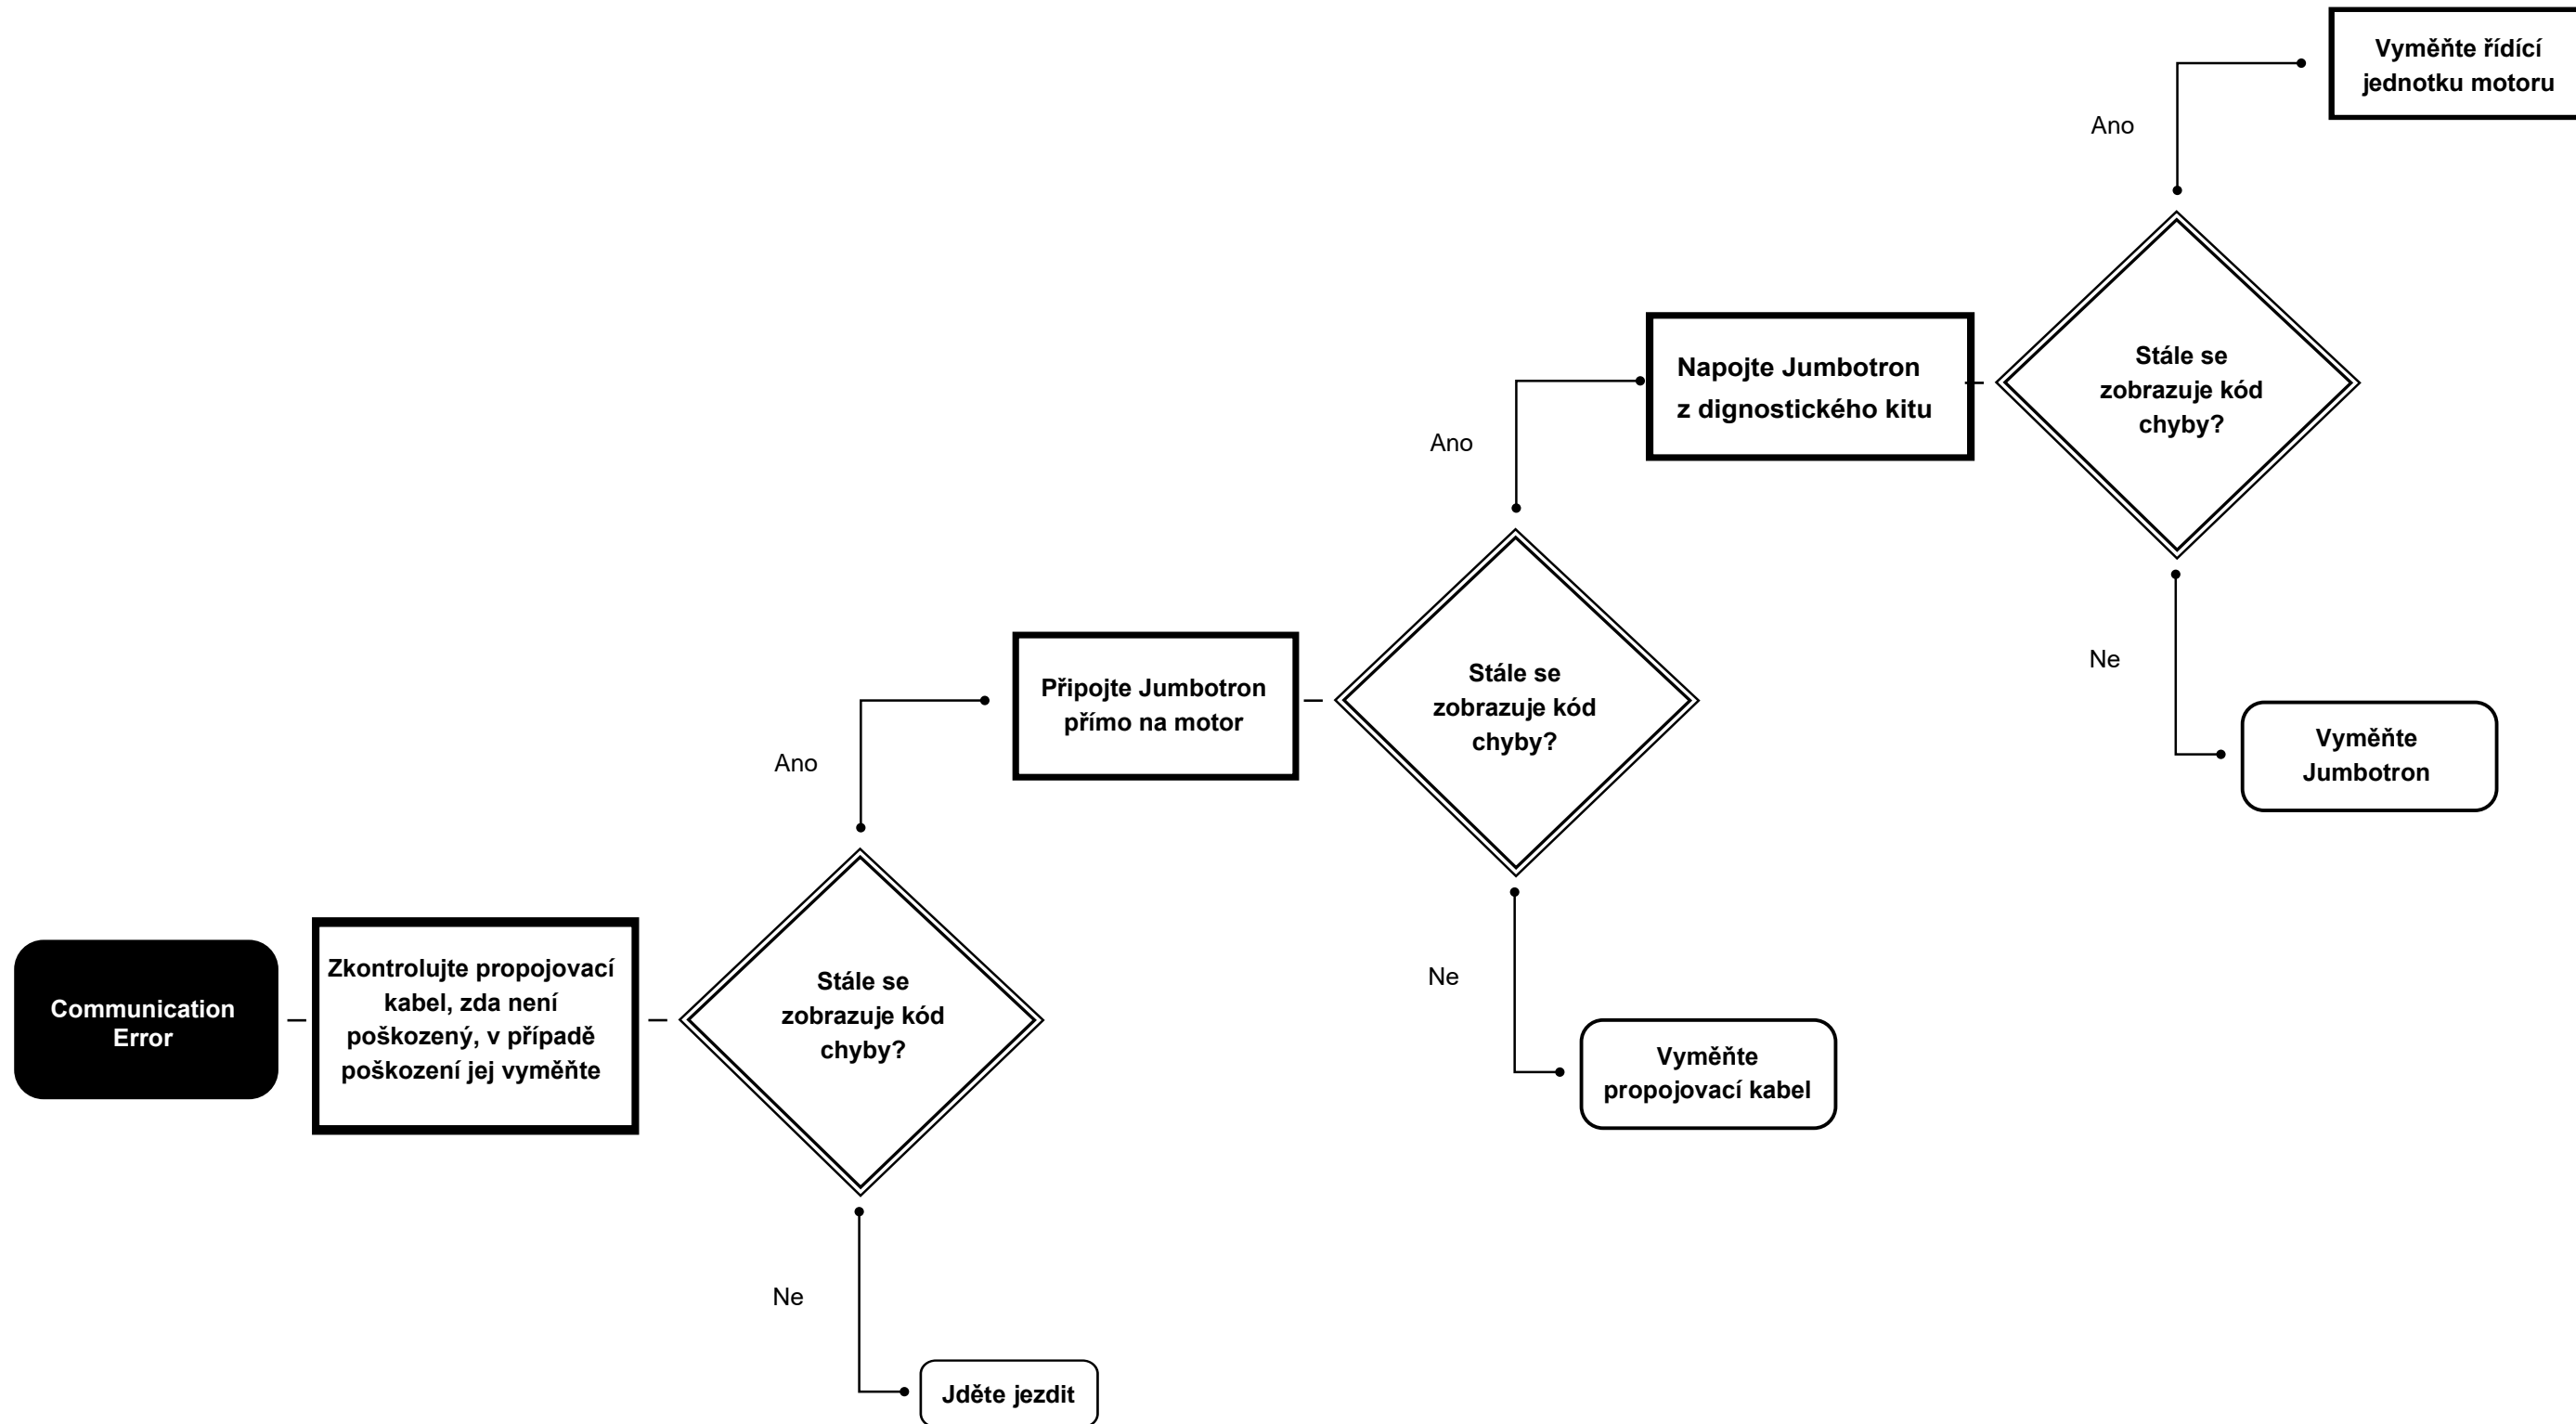 Vyměňte řídící
jednotku motoru
Ano
Stále se
zobrazuje kód
chyby?
Napojte Jumbotron
z dignostického kitu
Ano
Ne
Vyměňte
Jumbotron
Stále se
zobrazuje kód
chyby?
Připojte Jumbotron
přímo na motor
Ano
Ne
Vyměňte
propojovací kabel
Communication
Error
Zkontrolujte propojovací
kabel, zda není
poškozený, v případě
poškození jej vyměňte
Stále se
zobrazuje kód
chyby?
Ne
Jděte jezdit